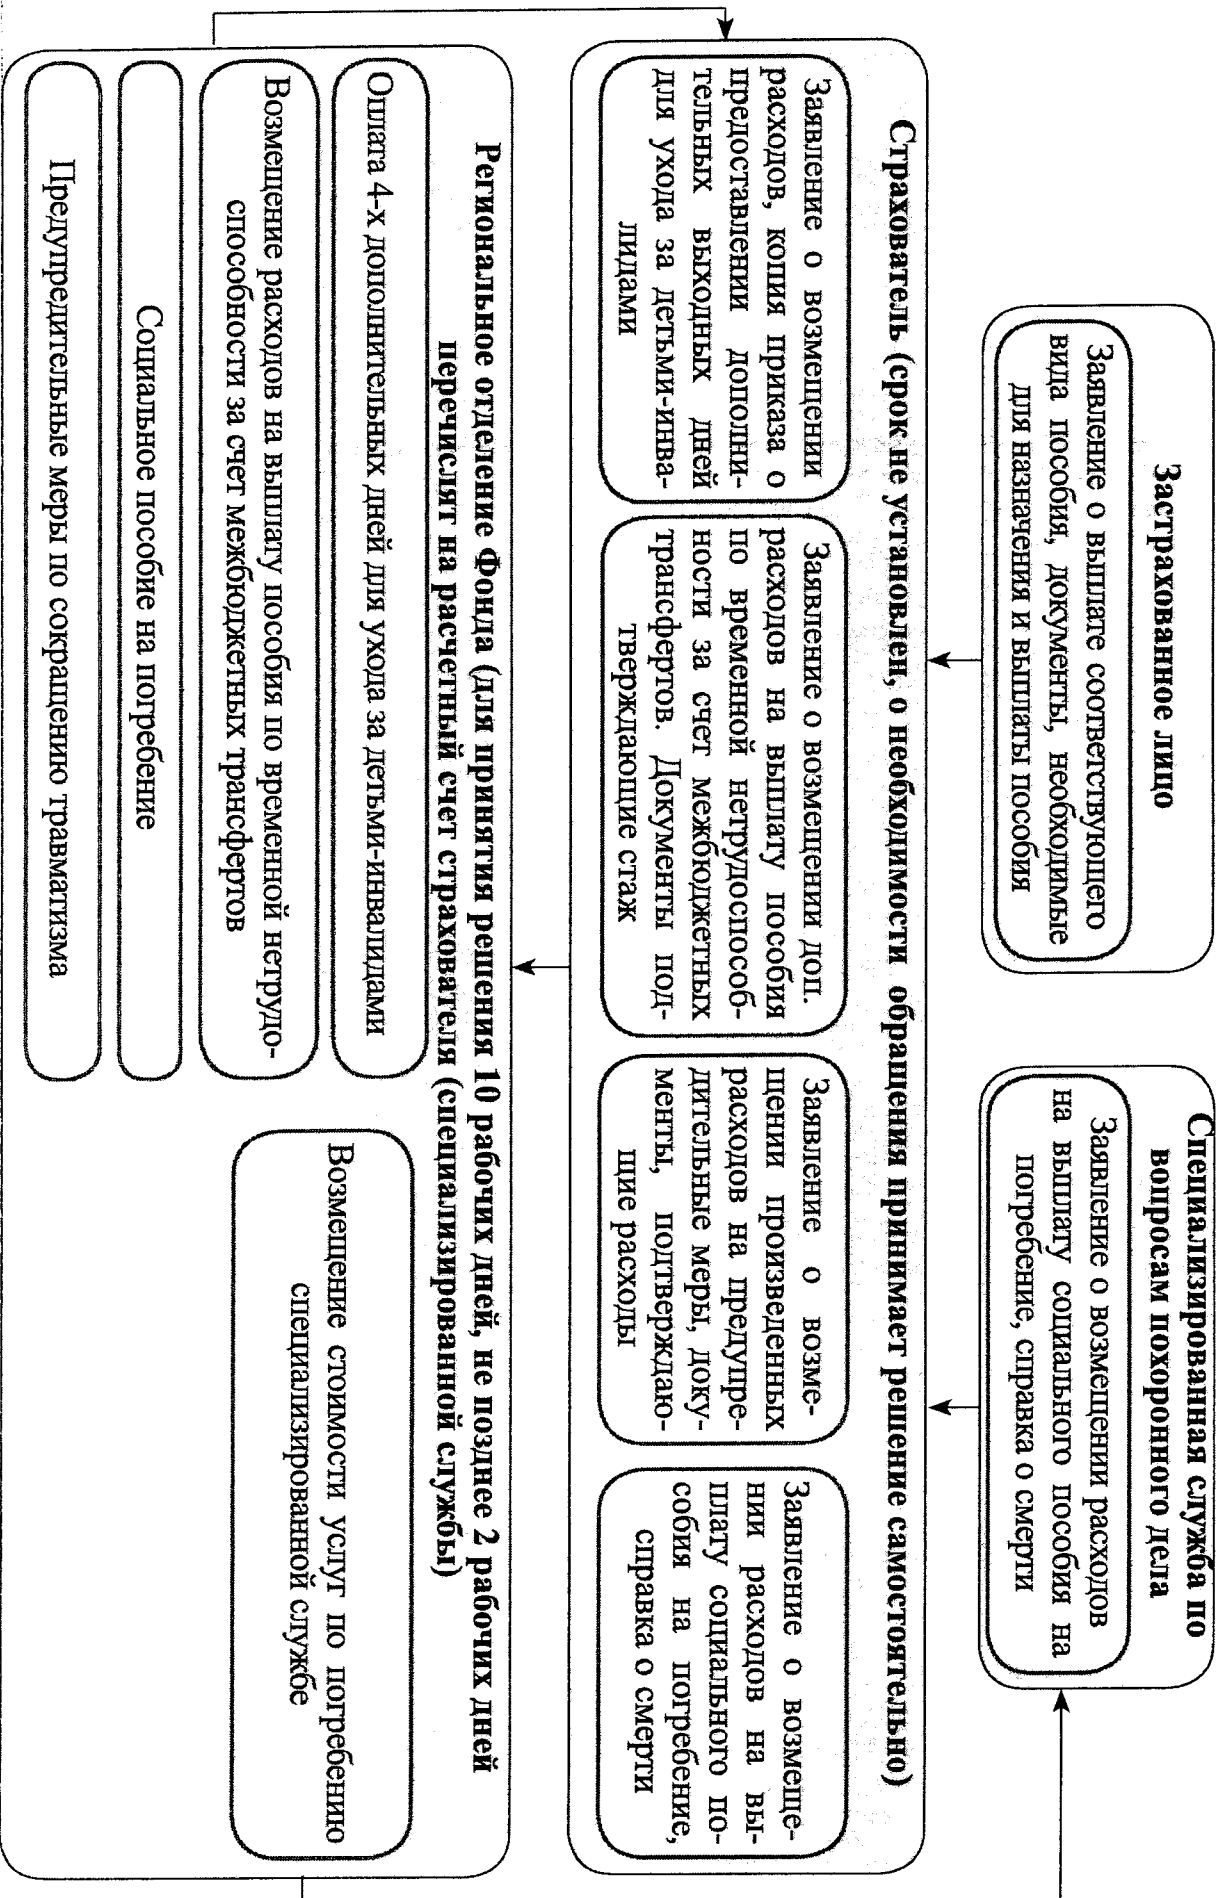 Застрахованное лицо
Заявление о выплате соответствующего
вида пособия, документы, необходимые
для назначения и выплаты пособия
Специализированная служба по
вопросам похоронного дела
Заявление о возмещении расходов
на выплату социального пособия на
погребение, справка о смерти
Страхователь (срок не установлен, о необходимости обращения принимает решение самостоятельно)
Заявление о возмещении
расходов, копия приказа о
предоставлении дополни-
тельных выходных дней
для ухода за детьми-инва-
лидами
Заявление о возмещении доп.
расходов на выплату пособия
по временной нетрудоспособ-
ности за счет межбюджетных
трансфертов. Документы под-
тверждающие стаж
Заявление о возме-
щении произведенных
расходов на предупре-
дительные меры, доку-
менты, подтверждаю-
щие расходы
Заявление о возмеще-
нии расходов на вы-
плату социального по-
собия на погребение,
справка о смерти
Региональное отделение Фонда (для принятия решения 10 рабочих дней, не позднее 2 рабочих дней
перечислят на расчетный счет страхователя (специализированной службы)
Оплата 4-х дополнительных дней для ухода за детьми-инвалидами
Возмещение расходов на выплату пособия по временной нетрудо-
способности за счет межбюджетных трансфертов
Социальное пособие на погребение
Предупредительные меры по сокращению травматизма
Возмещение стоимости услуг по погребению
специализированной службе